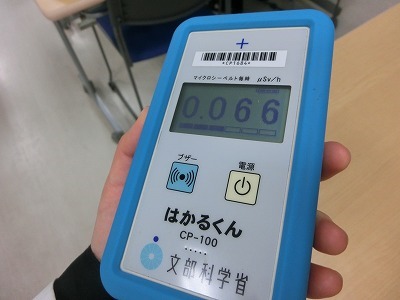 +
*CP1684*
マイクロシーベルト毎時 μSv/h
0.066
ブザー 電源
はかるくん
CP-100
文部科学省